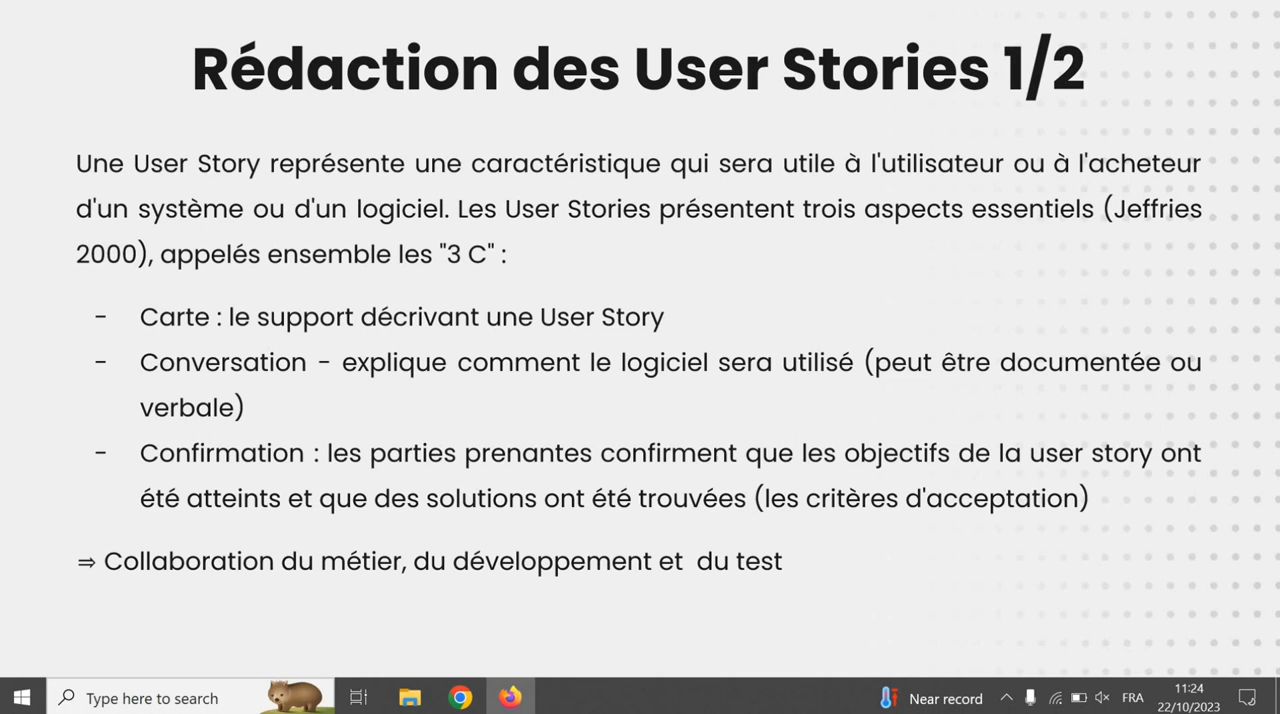 Rédaction des User Stories 1/2
Une User Story représente une caractéristique qui sera utile à l'utilisateur ou à l'acheteur
d'un système ou d'un logiciel. Les User Stories présentent trois aspects essentiels (Jeffries
2000), appelés ensemble les "3 C" :
- Carte : le support décrivant une User Story
- Conversation - explique comment le logiciel sera utilisé (peut être documentée ou
verbale)
- Confirmation : les parties prenantes confirment que les objectifs de la user story ont
été atteints et que des solutions ont été trouvées (les critères d'acceptation)
⇒ Collaboration du métier, du développement et  du test
Type here to search
Near record
FRA
11:24
22/10/2023